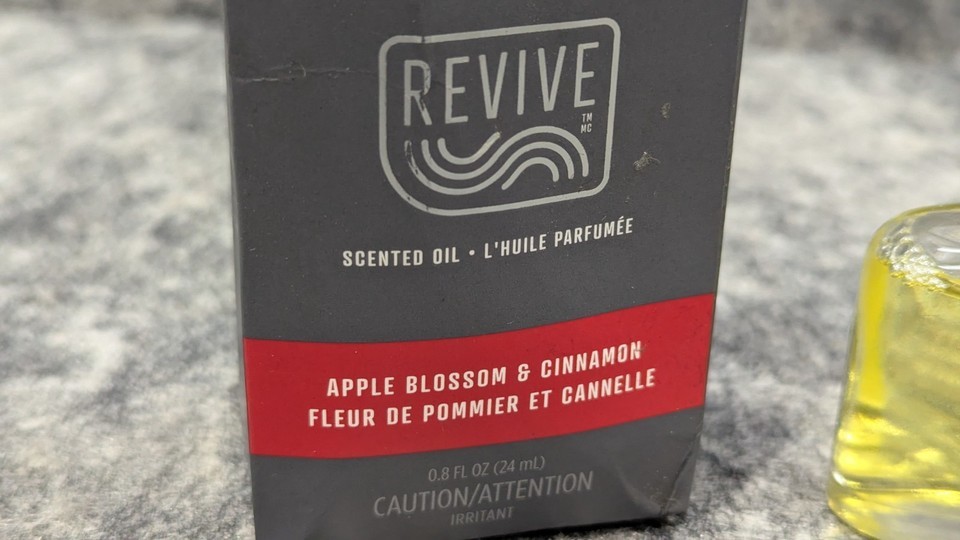 REVIVE
TM
MC
SCENTED OIL • L'HUILE PARFUMÉE
APPLE BLOSSOM & CINNAMON
FLEUR DE POMMIER ET CANNELLE
0.8 FL OZ (24 mL)
CAUTION/ATTENTION
IRRITANT